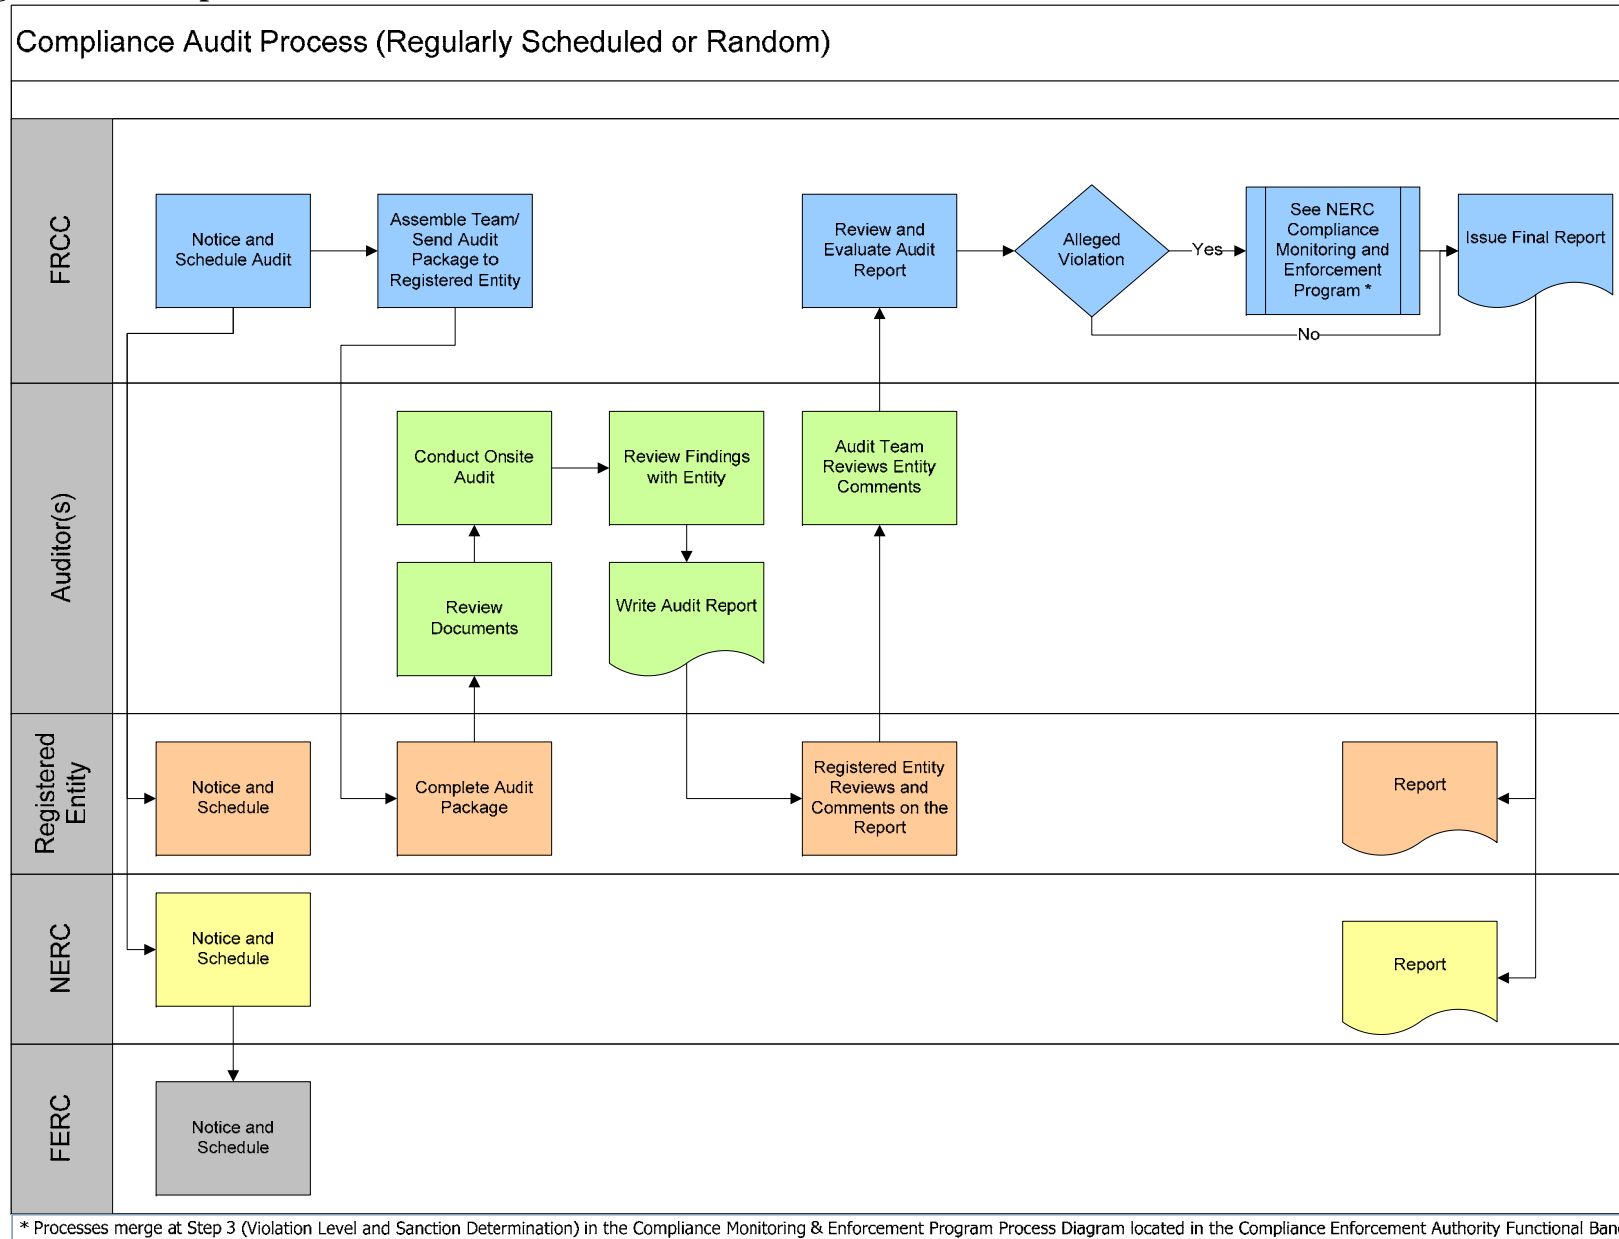 Compliance Audit Process (Regularly Scheduled or Random)
FRCC
Notice and
Schedule Audit
Assemble Team/
Send Audit
Package to
Registered Entity
Review and
Evaluate Audit
Report
Alleged
Violation
Yes
No
See NERC
Compliance
Monitoring and
Enforcement
Program *
Issue Final Report
Auditor(s)
Conduct Onsite
Audit
Review Findings
with Entity
Audit Team
Reviews Entity
Comments
Review
Documents
Write Audit Report
Registered
Entity
Notice and
Schedule
Complete Audit
Package
Registered Entity
Reviews and
Comments on the
Report
Report
NERC
Notice and
Schedule
Report
FERC
Notice and
Schedule
* Processes merge at Step 3 (Violation Level and Sanction Determination) in the Compliance Monitoring & Enforcement Program Process Diagram located in the Compliance Enforcement Authority Functional Ban